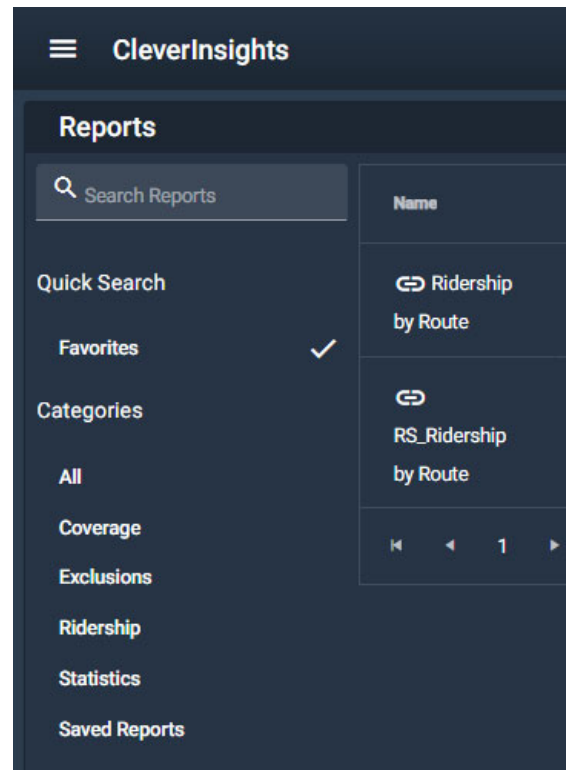 CleverInsights
Reports
Search Reports
Quick Search
Favorites
Categories
All
Coverage
Exclusions
Ridership
Statistics
Saved Reports
Name
Ridership
by Route
RS_Ridership
by Route
1